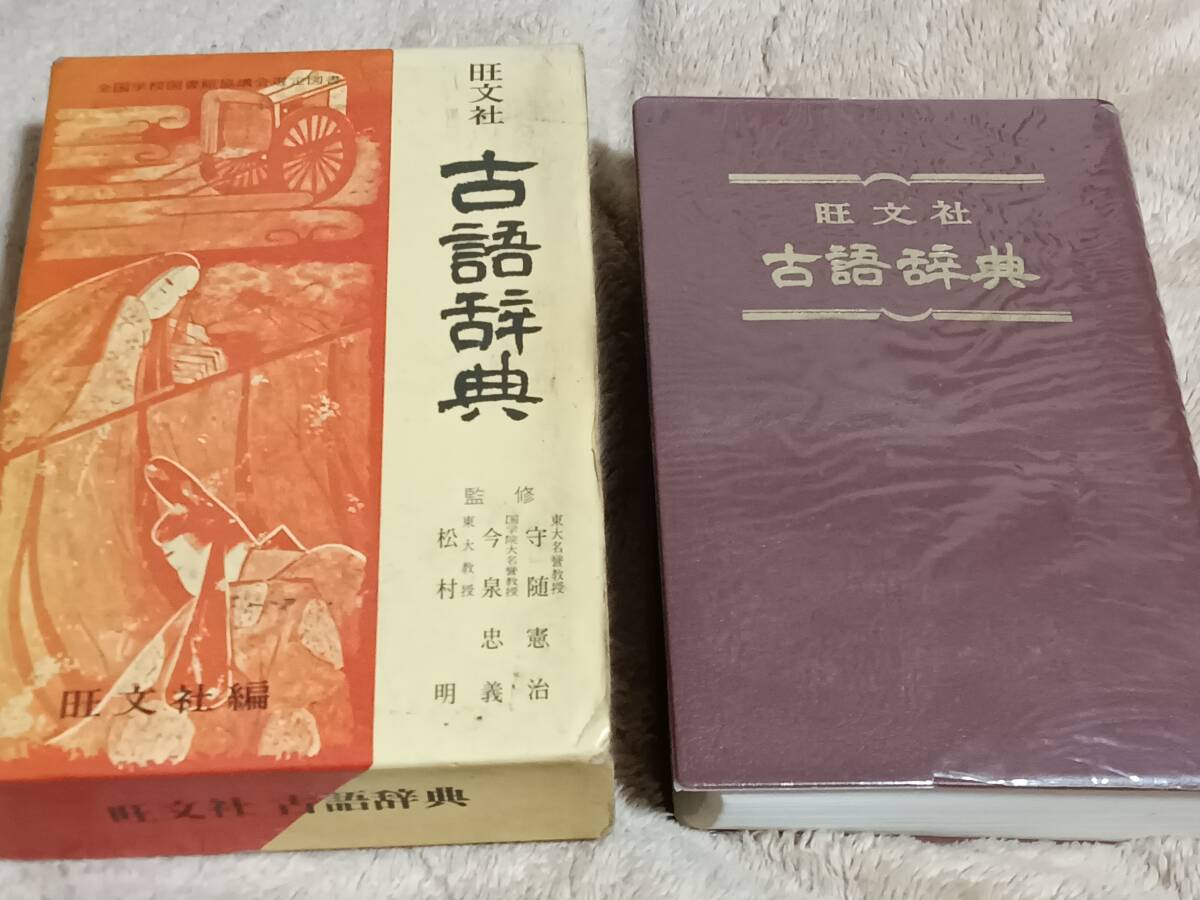 全国学校図書館協議会選定図書
旺文社
古語辞典
監修
東大名誉教授
守随憲治
国学院大名誉教授
今泉忠義
東大教授
松村明
旺文社編
旺文社 古語辞典
旺文社
古語辞典